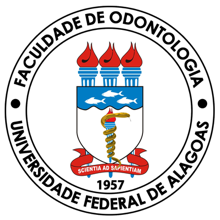 FACULDADE DE ODONTOLOGIA
SCIENTIA AD SAPIENTIAM
1957
UNIVERSIDADE FEDERAL DE ALAGOAS